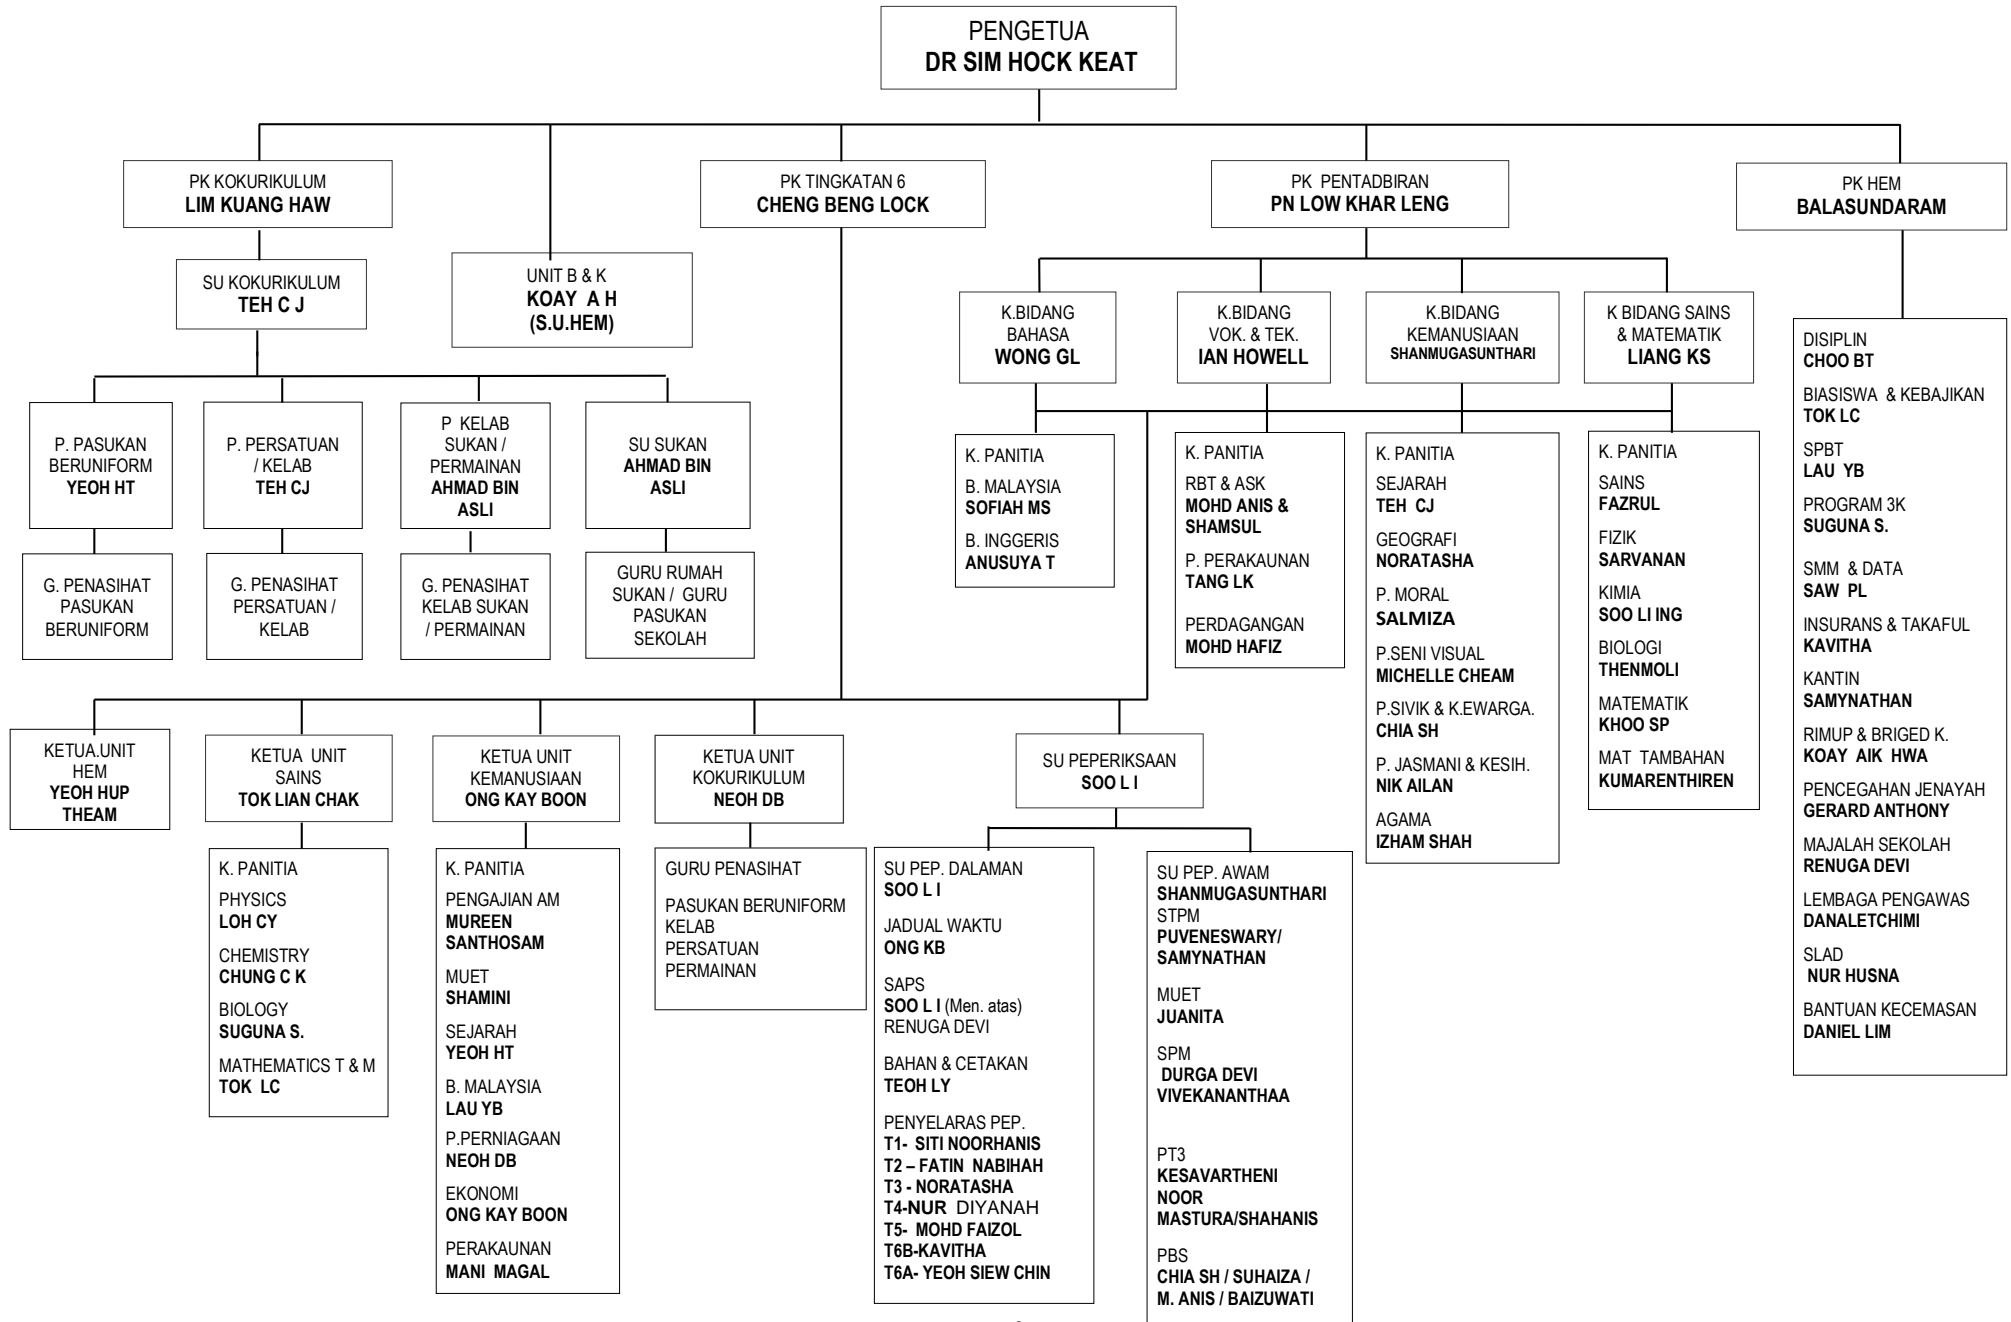 PENGETUA
DR SIM HOCK KEAT
PK KOKURIKULUM
LIM KUANG HAW
PK TINGKATAN 6
CHENG BENG LOCK
PK PENTADBIRAN
PN LOW KHAR LENG
PK HEM
BALASUNDARAM
SU KOKURIKULUM
TEH C J
UNIT B & K
KOAY A H
(S.U.HEM)
K.BIDANG
BAHASA
WONG GL
K.BIDANG
VOK. & TEK.
IAN HOWELL
K.BIDANG
KEMANUSIAAN
SHANMUGASUNTHARI
K BIDANG SAINS
& MATEMATIK
LIANG KS
P. PASUKAN
BERUNIFORM
YEOH HT
P. PERSATUAN
/ KELAB
TEH CJ
P KELAB
SUKAN /
PERMAINAN
AHMAD BIN
ASLI
SU SUKAN
AHMAD BIN
ASLI
G. PENASIHAT
PASUKAN
BERUNIFORM
G. PENASIHAT
PERSATUAN /
KELAB
G. PENASIHAT
KELAB SUKAN
/ PERMAINAN
GURU RUMAH
SUKAN / GURU
PASUKAN
SEKOLAH
K. PANITIA
B. MALAYSIA
SOFIAH MS
B. INGGERIS
ANUSUYA T
K. PANITIA
RBT & ASK
MOHD ANIS &
SHAMSUL
P. PERAKAUNAN
TANG LK
PERDAGANGAN
MOHD HAFIZ
K. PANITIA
SEJARAH
TEH CJ
GEOGRAFI
NORATASHA
P. MORAL
SALMIZA
P.SENI VISUAL
MICHELLE CHEAM
P.SIVIK & K.EWARGA.
CHIA SH
P. JASMANI & KESIH.
NIK AILAN
AGAMA
IZHAM SHAH
K. PANITIA
SAINS
FAZRUL
FIZIK
SARVANAN
KIMIA
SOO LI ING
BIOLOGI
THENMOLI
MATEMATIK
KHOO SP
MAT TAMBAHAN
KUMARENTHIREN
DISIPLIN
CHOO BT
BIASISWA & KEBAJIKAN
TOK LC
SPBT
LAU YB
PROGRAM 3K
SUGUNA S.
SMM & DATA
SAW PL
INSURANS & TAKAFUL
KAVITHA
KANTIN
SAMYNATHAN
RIMUP & BRIGED K.
KOAY AIK HWA
PENCEGAHAN JENAYAH
GERARD ANTHONY
MAJALAH SEKOLAH
RENUGA DEVI
LEMBAGA PENGAWAS
DANALETCHIMI
SLAD
NUR HUSNA
BANTUAN KECEMASAN
DANIEL LIM
KETUA.UNIT
HEM
YEOH HUP
THEAM
KETUA UNIT
SAINS
TOK LIAN CHAK
KETUA UNIT
KEMANUSIAAN
ONG KAY BOON
KETUA UNIT
KOKURIKULUM
NEOH DB
SU PEPERIKSAAN
SOO L I
K. PANITIA
PHYSICS
LOH CY
CHEMISTRY
CHUNG C K
BIOLOGY
SUGUNA S.
MATHEMATICS T & M
TOK LC
K. PANITIA
PENGAJIAN AM
MUREEN
SANTHOSAM
MUET
SHAMINI
SEJARAH
YEOH HT
B. MALAYSIA
LAU YB
P.PERNIAGAAN
NEOH DB
EKONOMI
ONG KAY BOON
PERAKAUNAN
MANI MAGAL
GURU PENASIHAT
PASUKAN BERUNIFORM
KELAB
PERSATUAN
PERMAINAN
SU PEP. DALAMAN
SOO L I
JADUAL WAKTU
ONG KB
SAPS
SOO L I (Men. atas)
RENUGA DEVI
BAHAN & CETAKAN
TEOH LY
PENYELARAS PEP.
T1- SITI NOORHANIS
T2 – FATIN NABIHAH
T3 - NORATASHA
T4-NUR DIYANAH
T5- MOHD FAIZOL
T6B-KAVITHA
T6A- YEOH SIEW CHIN
SU PEP. AWAM
SHANMUGASUNTHARI
STPM
PUVENESWARY/
SAMYNATHAN
MUET
JUANITA
SPM
DURGA DEVI
VIVEKANANTHAA
PT3
KESAVARTHENI
NOOR
MASTURA/SHAHANIS
PBS
CHIA SH / SUHAIZA /
M. ANIS / BAIZUWATI